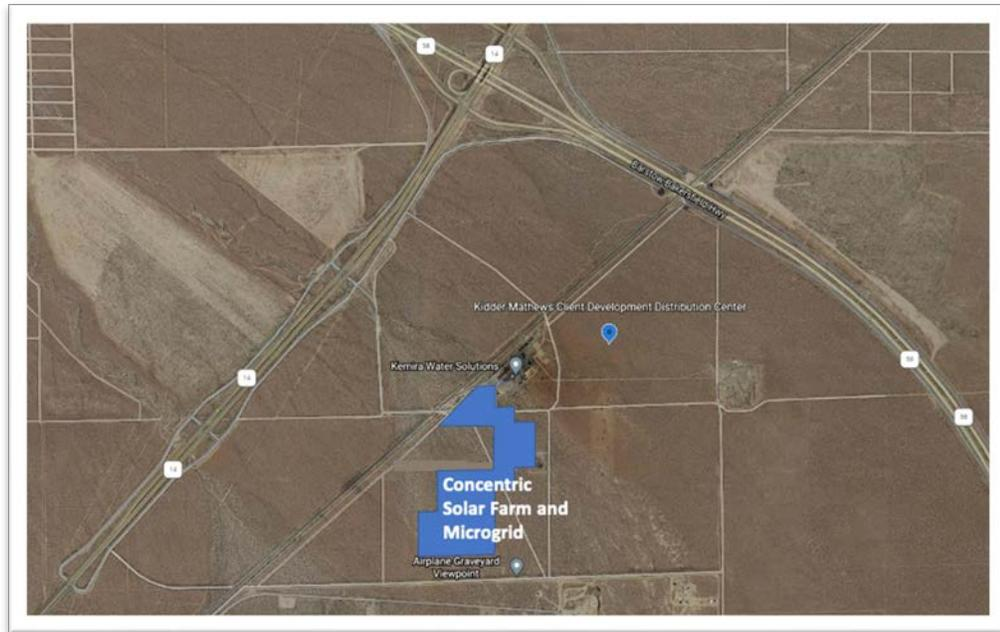 58
14
Barstow-Bakersfield Hwy
Kidder Mathews Client Development Distribution Center
Kemira Water Solutions
14
58
58
14
Concentric
Solar Farm and
Microgrid
Airplane Graveyard
Viewpoint